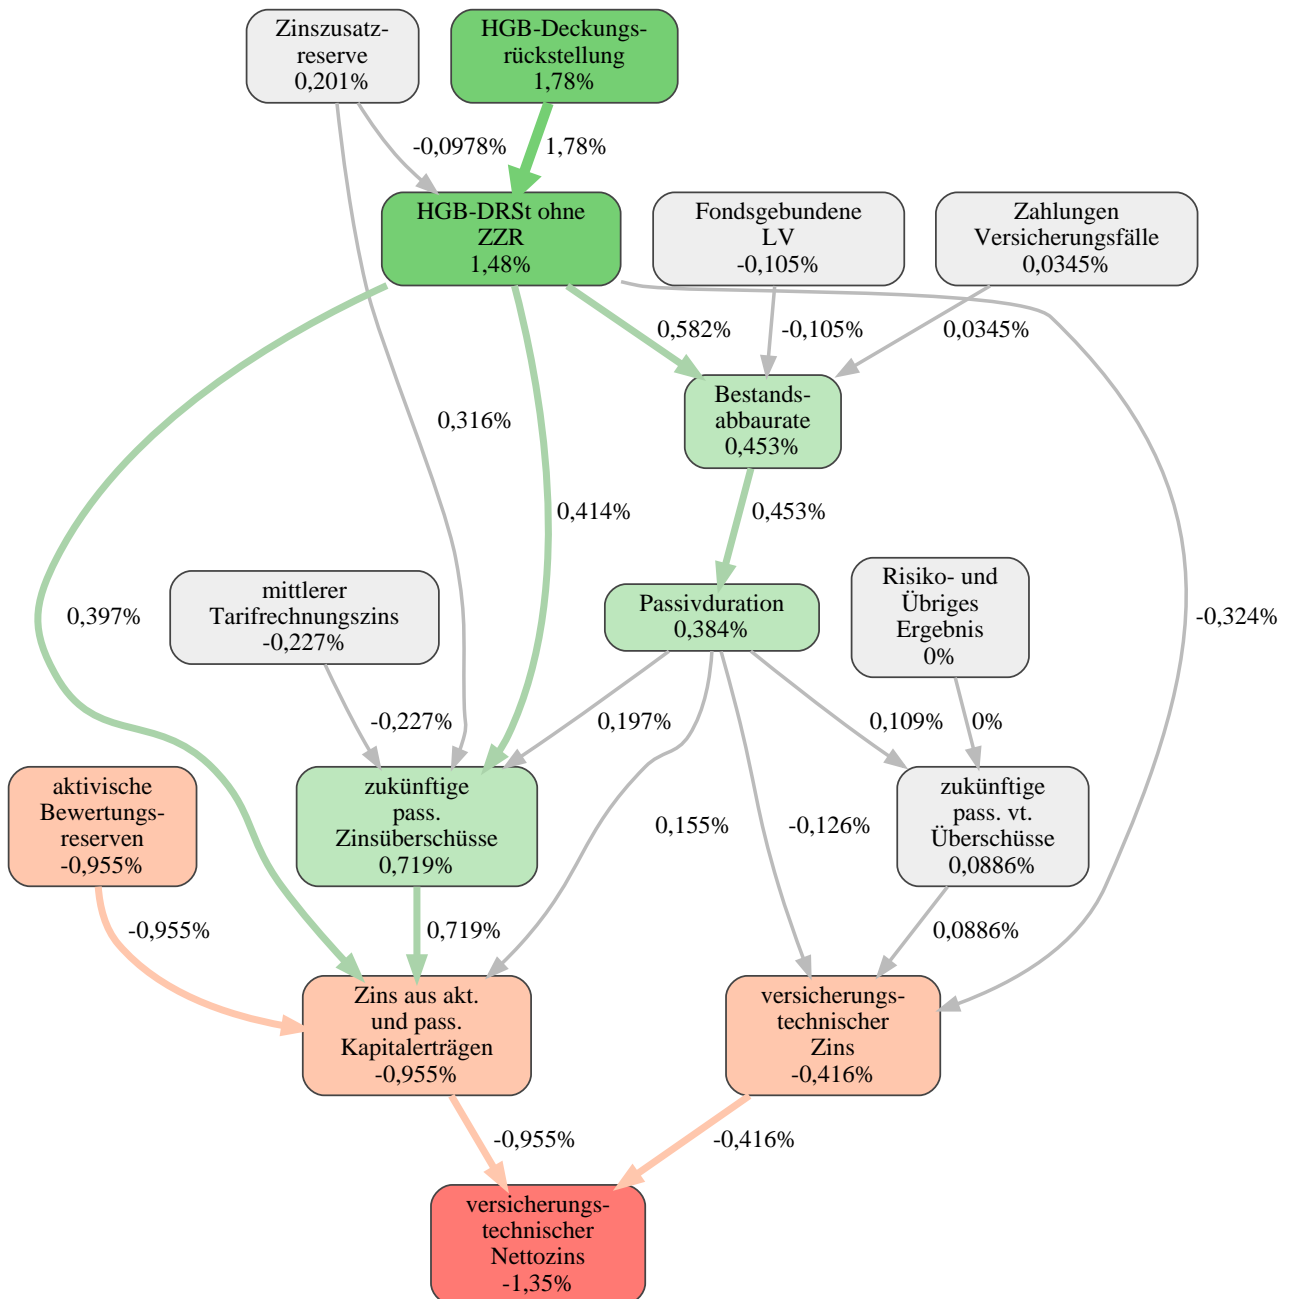 Zinszusatz-
reserve
0,201%
HGB-Deckungs-
rückstellung
1,78%
-0,0978%
1,78%
HGB-DRSt ohne
ZZR
1,48%
Fondsgebundene
LV
-0,105%
Zahlungen
Versicherungsfälle
0,0345%
0,582%
-0,105%
0,0345%
0,316%
Bestands-
abbaurate
0,453%
0,414%
0,453%
mittlerer
Tarifrechnungszins
-0,227%
Passivduration
0,384%
Risiko- und
Übriges
Ergebnis
0%
0,397%
-0,324%
-0,227%
0,197%
0,109%
0%
aktivische
Bewertungs-
reserven
-0,955%
zukünftige
pass.
Zinsüberschüsse
0,719%
0,155%
-0,126%
zukünftige
pass. vt.
Überschüsse
0,0886%
-0,955%
0,719%
0,0886%
Zins aus akt.
und pass.
Kapitalerträgen
-0,955%
versicherungs-
technischer
Zins
-0,416%
-0,955%
-0,416%
versicherungs-
technischer
Nettozins
-1,35%